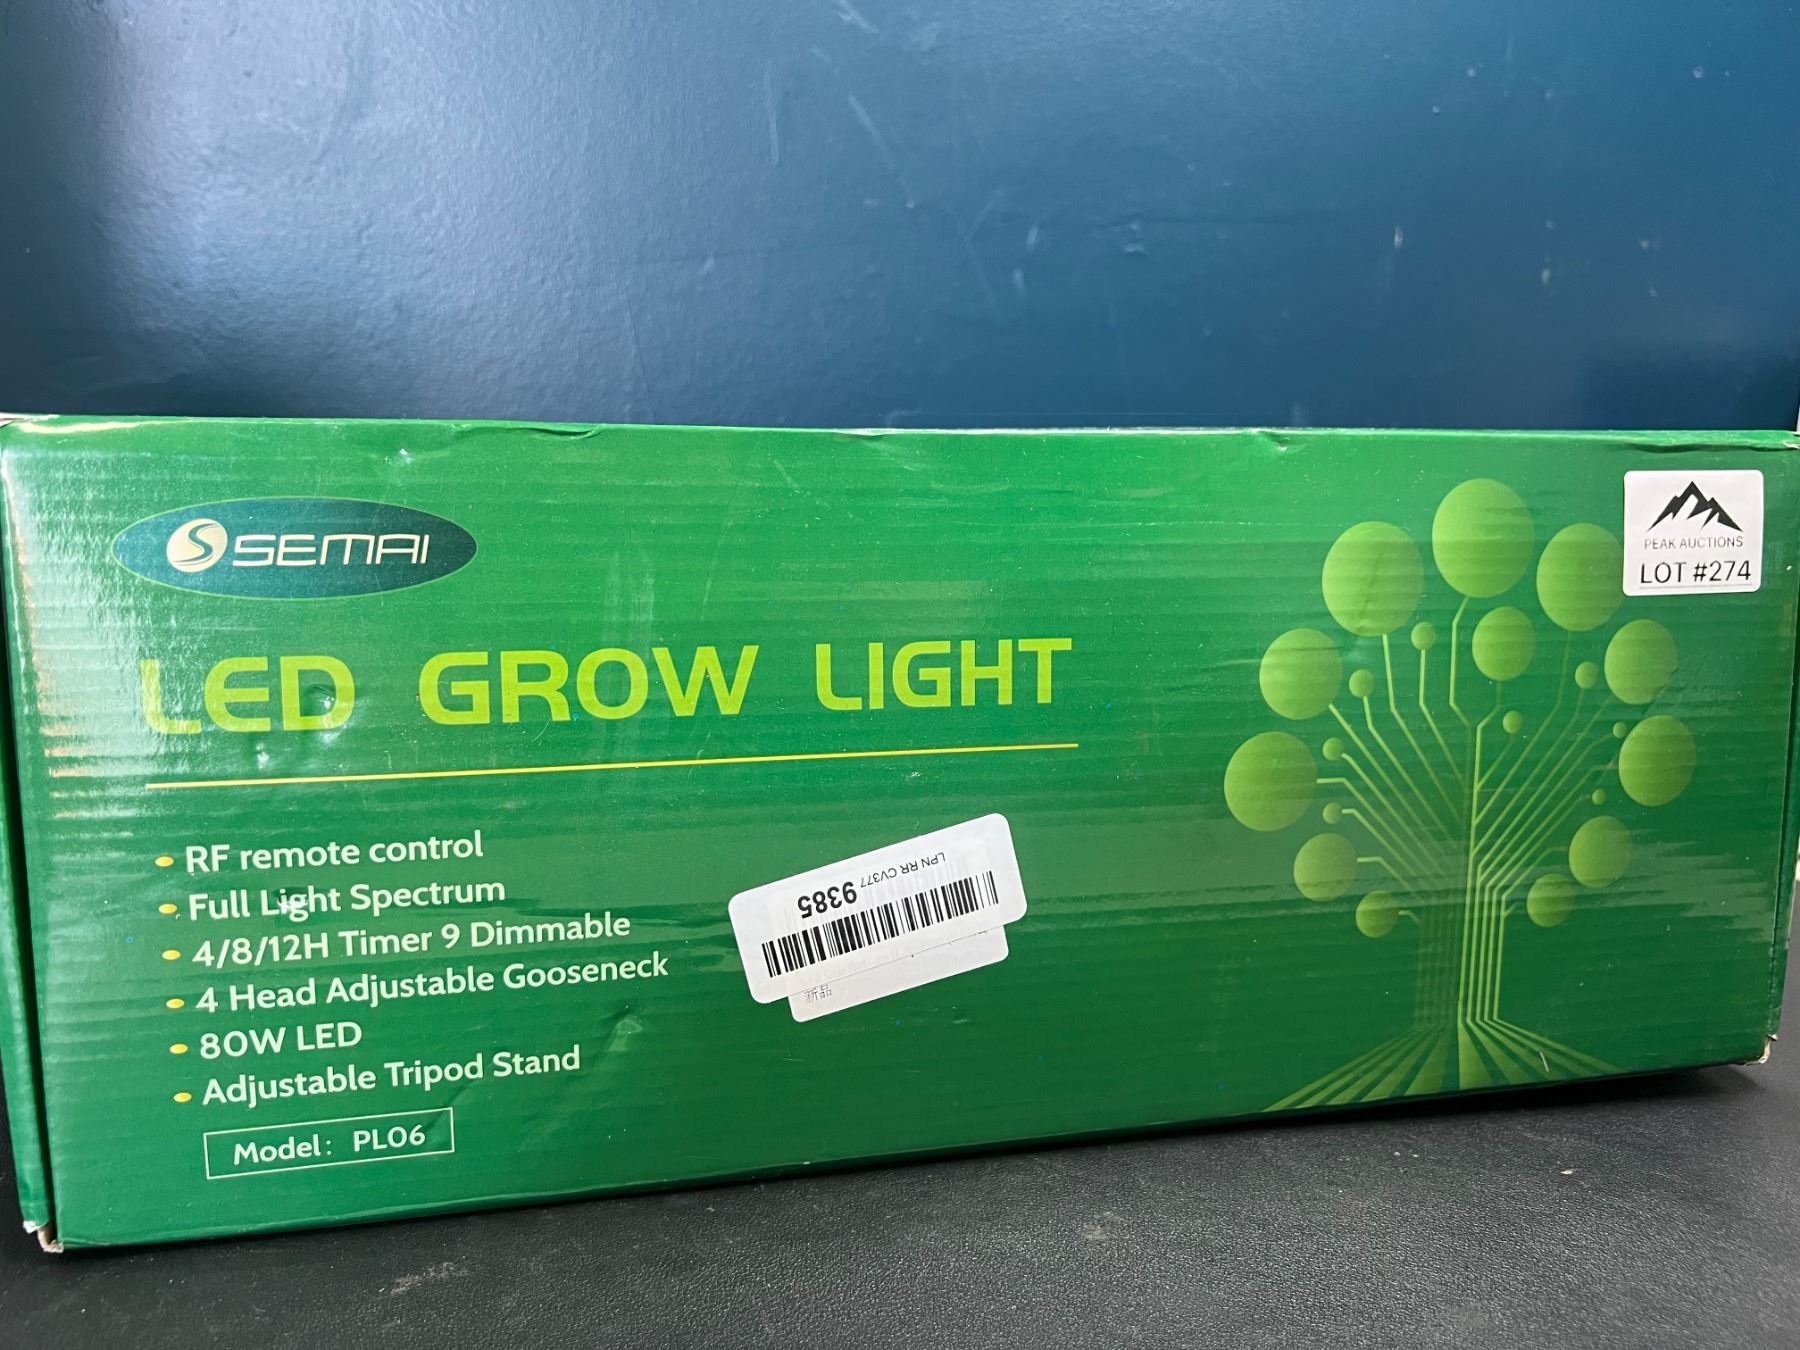 SEMAI
LED GROW LIGHT
RF remote control
Full Light Spectrum
4/8/12H Timer 9 Dimmable
4 Head Adjustable Gooseneck
80W LED
Adjustable Tripod Stand
Model: PL06
PEAK AUCTIONS
LOT #274
LPN RR CV377 9385
新品